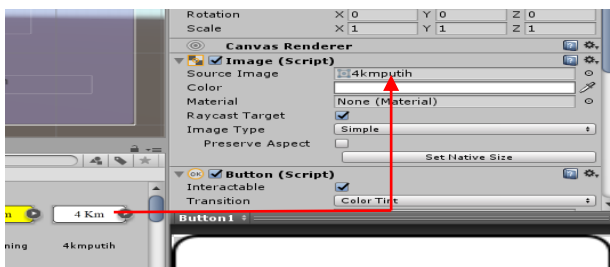 Rotation X 0 Y 0 Z 0
Scale X 1 Y 1 Z 1
Canvas Renderer
Image (Script)
Source Image 4kmputih
Color
Material None (Material)
Raycast Target
Image Type Simple
Preserve Aspect
Set Native Size
OK Button (Script)
Interactable
Transition Color Tint
Button1
m 4 Km
ning 4kmputih